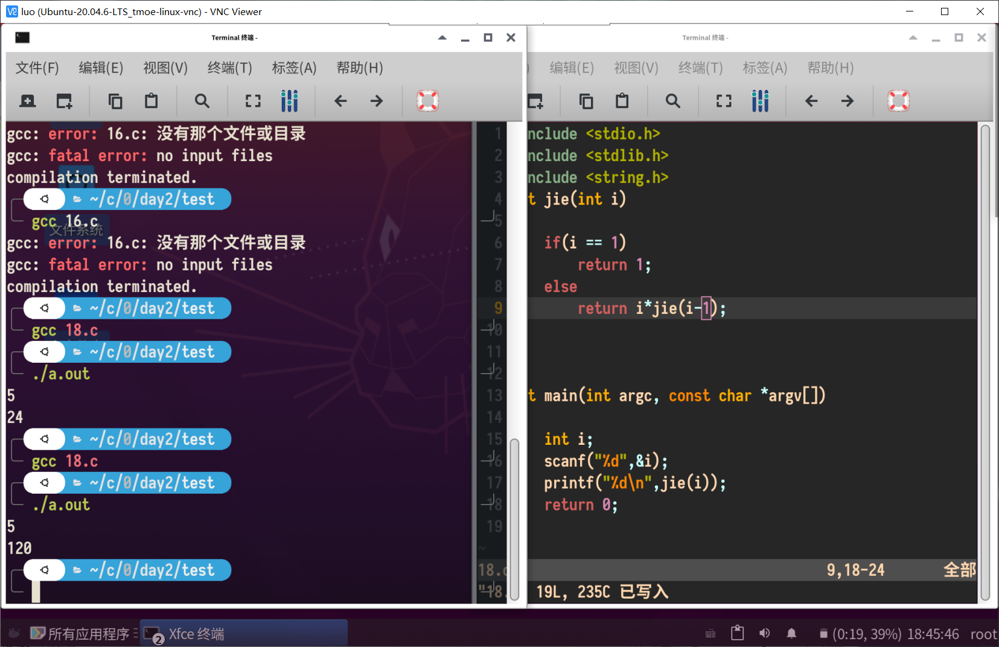 luo (Ubuntu-20.04.6-LTS_tmoe-linux-vnc) - VNC Viewer
Terminal 终端 -
文件(F) 编辑(E) 视图(V) 终端(T) 标签(A) 帮助(H)
gcc: error: 16.c: 没有那个文件或目录
gcc: fatal error: no input files
compilation terminated.
~/c/0/day2/test
gcc 16.c
文件系统
gcc: error: 16.c: 没有那个文件或目录
gcc: fatal error: no input files
compilation terminated.
~/c/0/day2/test
gcc 18.c
~/c/0/day2/test
./a.out
5
24
~/c/0/day2/test
gcc 18.c
~/c/0/day2/test
./a.out
5
120
~/c/0/day2/test
Terminal 终端 -
) 编辑(E) 视图(V) 终端(T) 标签(A) 帮助(H)
1 nclude <stdio.h>
2 nclude <stdlib.h>
3 nclude <string.h>
4 t jie(int i)
5
6 if(i == 1)
7 return 1;
8 else
9 return i*jie(i-1);
10
11
12
13 t main(int argc, const char *argv[])
14
15 int i;
16 scanf("%d",&i);
17 printf("%d\n",jie(i));
18 return 0;
19
~
18.c 9,18-24 全部
"18. 19L, 235C 已写入
所有应用程序 2 Xfce 终端 (0:19, 39%) 18:45:46 root